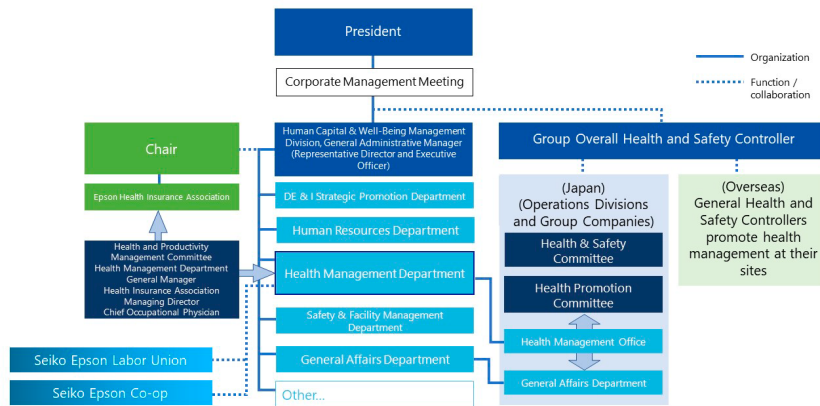 President
Corporate Management Meeting
Organization
Function /
collaboration
Human Capital & Well-Being Management
Division, General Administrative Manager
(Representative Director and Executive
Officer)
Group Overall Health and Safety Controller
Chair
Epson Health Insurance Association
Health and Productivity
Management Committee
Health Management Department
General Manager
Health Insurance Association
Managing Director
Chief Occupational Physician
DE & I Strategic Promotion Department
Human Resources Department
Health Management Department
Safety & Facility Management
Department
General Affairs Department
Other...
Seiko Epson Labor Union
Seiko Epson Co-op
(Japan)
(Operations Divisions
and Group Companies)
Health & Safety
Committee
Health Promotion
Committee
Health Management Office
General Affairs Department
(Overseas)
General Health and
Safety Controllers
promote health
management at their
sites